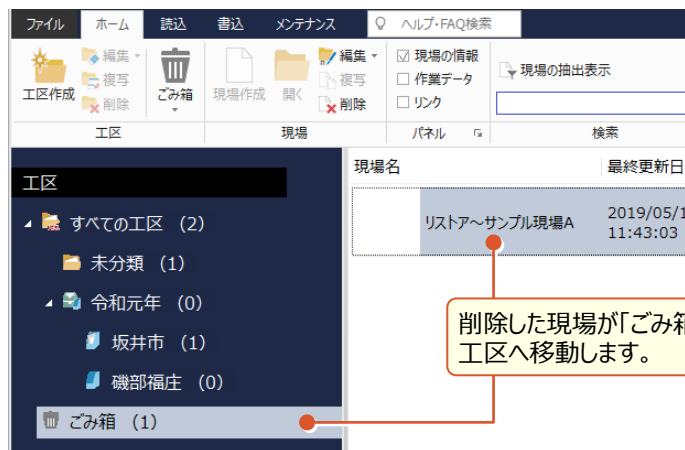 ファイル ホーム 読込 書込 メンテナンス ヘルプ・FAQ検索
編集 編集 現場の情報
工区作成 複写 ごみ箱 現場作成 開く 複写 作業データ 現場の抽出表示
削除 削除 リンク
工区 現場 パネル 検索
工区 現場名 最終更新日
すべての工区 (2)
リストア～サンプル現場A 2019/05/1
11:43:03
未分類 (1)
令和元年 (0)
坂井市 (1)
磯部福庄 (0)
ごみ箱 (1)
削除した現場が「ごみ箱
工区へ移動します。